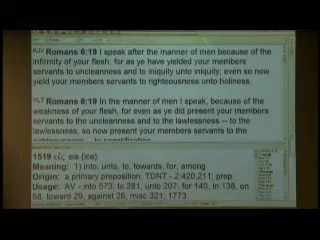 KJV Romans 6:19 I speak after the manner of men because of the
infirmity of your flesh: for as ye have yielded your members
servants to uncleanness and to iniquity unto iniquity; even so now
yield your members servants to righteousness unto holiness.
YLT Romans 6:19 In the manner of men I speak, because of the
weakness of your flesh, for even as ye did present your members
servants to the uncleanness and to the lawlessness -- to the
lawlessness, so now present your members servants to the
righteousness -- to sanctification
1519 εἰς eis (ice)
Meaning: 1) into, unto, to, towards, for, among
Origin: a primary preposition; TDNT - 2:420,211; prep
Usage: AV - into 573, to 281, unto 207, for 140, in 138, on
58, toward 29, against 26, misc 321; 1773